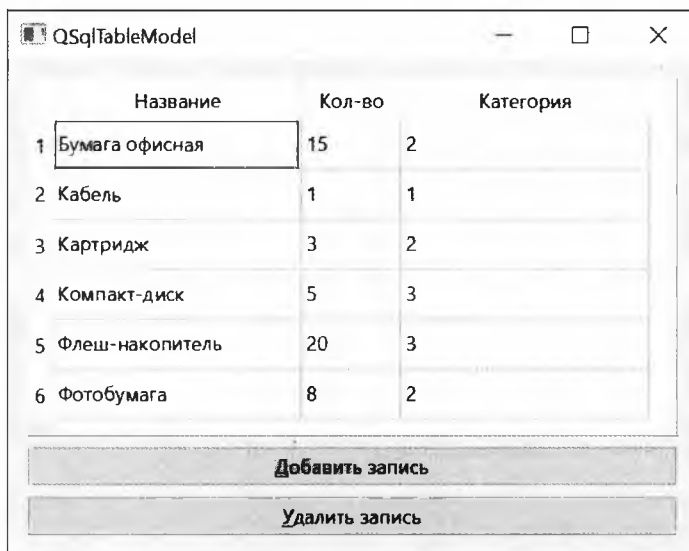 QSqlTableModel
Название Кол-во Категория
1 Бумага офисная 15 2
2 Кабель 1 1
3 Картридж 3 2
4 Компакт-диск 5 3
5 Флеш-накопитель 20 3
6 Фотобумага 8 2
Добавить запись
Удалить запись